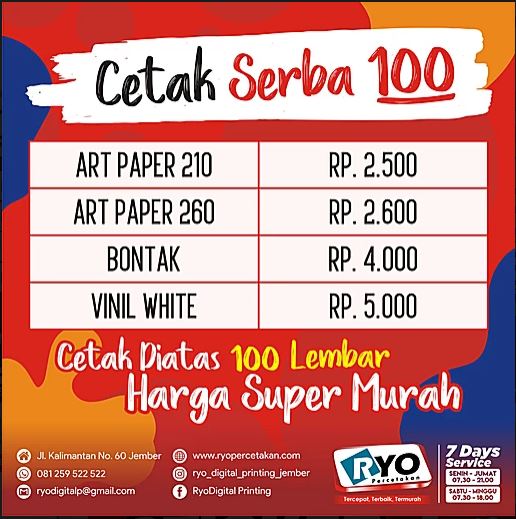 Cetak Serba 100
ART PAPER 210 RP. 2.500
ART PAPER 260 RP. 2.600
BONTAK RP. 4.000
VINIL WHITE RP. 5.000
Cetak Diatas 100 Lembar
Harga Super Murah
Jl. Kalimantan No. 60 Jember
081 259 522 522
ryodigitalp@gmail.com
www.ryopercetakan.com
ryo_digital_printing_jember
RyoDigital Printing
RYO
Percetakan
Tercepat, Terbaik, Termurah
7 Days
Service
SENIN - JUMAT
07.30 - 21.00
SABTU - MINGGU
07.30 - 18.00